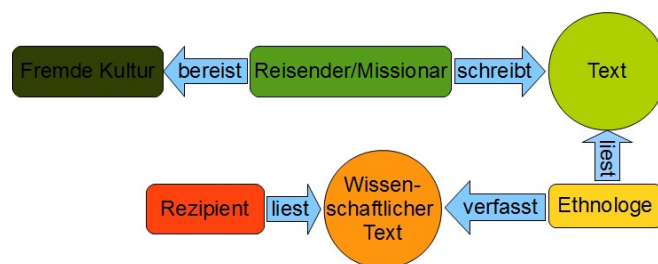 Fremde Kultur bereist Reisender/Missionar schreibt Text
liest
Rezipient liest Wissen-
schaftlicher
Text verfasst Ethnologe